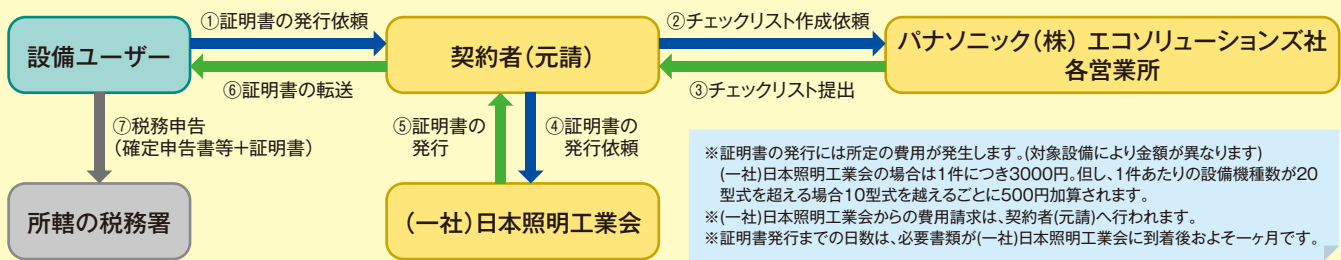 ①証明書の発行依頼
②チェックリスト作成依頼
設備ユーザー
契約者(元請)
パナソニック(株) エコソリューションズ社
各営業所
⑥証明書の転送
③チェックリスト提出
⑦税務申告
(確定申告書等+証明書)
⑤証明書の
発行
④証明書の
発行依頼
所轄の税務署
(一社)日本照明工業会
※証明書の発行には所定の費用が発生します。(対象設備により金額が異なります)
(一社)日本照明工業会の場合は1件につき3000円。但し、1件あたりの設備機種数が20
型式を超える場合10型式を越えるごとに500円加算されます。
※(一社)日本照明工業会からの費用請求は、契約者(元請)へ行われます。
※証明書発行までの日数は、必要書類が(一社)日本照明工業会に到着後およそ一ヶ月です。